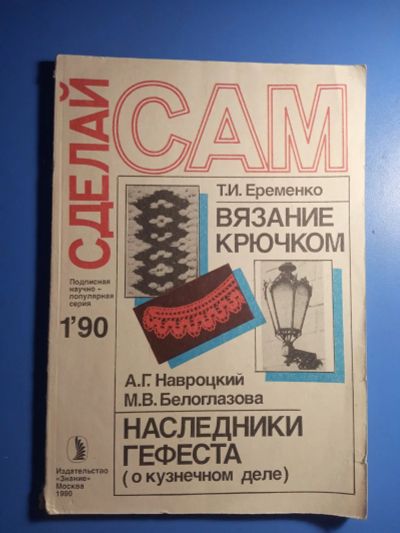 СДЕЛАЙ
САМ
Т.И. Еременко
ВЯЗАНИЕ
КРЮЧКОМ
Подписная
научно -
популярная
серия
1'90
А.Г. Навроцкий
М.В. Белоглазова
НАСЛЕДНИКИ
ГЕФЕСТА
(о кузнечном деле)
Издательство
«Знание»
Москва
1990